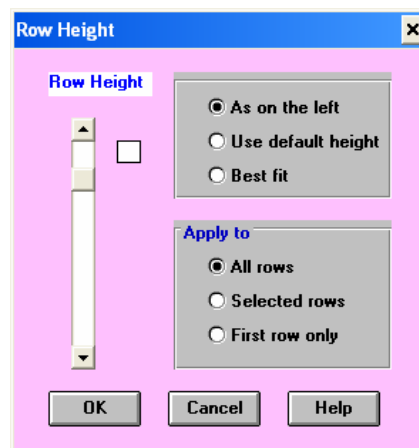 Row Height
Row Height
As on the left
Use default height
Best fit
Apply to
All rows
Selected rows
First row only
OK Cancel Help